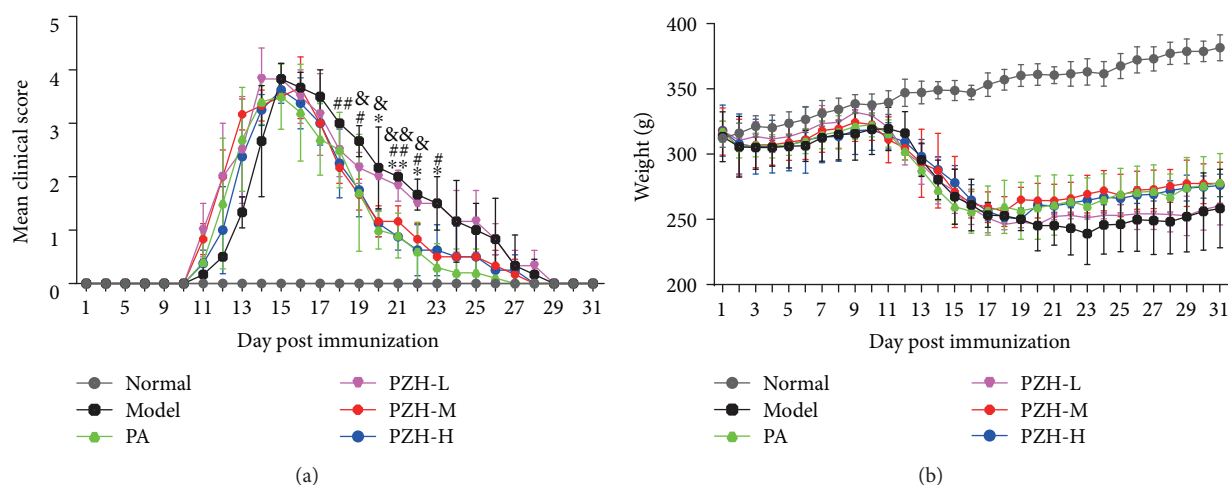 5
4
3
2
1
0
Mean clinical score
1 5 7 9 11 13 15 17 19 21 23 25 27 29 31
Day post immunization
##
&
#
&
*
&&
##
**
&
#
*
#
*
Normal
Model
PA
PZH-L
PZH-M
PZH-H
(a)
400
350
300
250
200
Weight (g)
1 3 5 7 9 11 13 15 17 19 21 23 25 27 29 31
Day post immunization
Normal
Model
PA
PZH-L
PZH-M
PZH-H
(b)